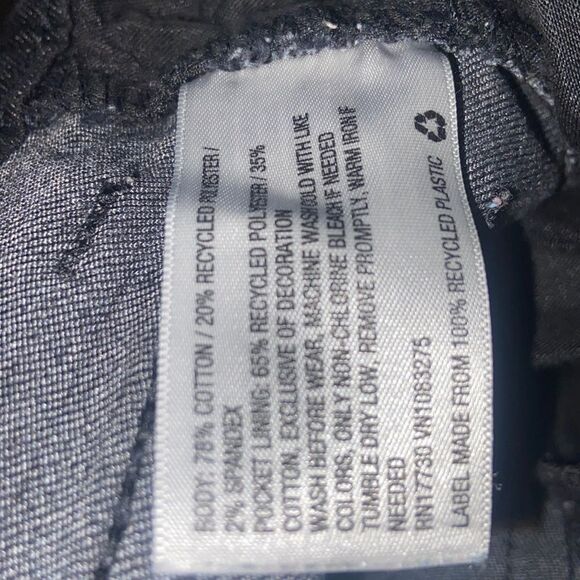 BODY: 78% COTTON / 20% RECYCLED POLYESTER /
2% SPANDEX
POCKET LINING: 65% RECYCLED POLYESTER / 35%
COTTON, EXCLUSIVE OF DECORATION
WASH BEFORE WEAR, MACHINE WASH COLD WITH LIKE
COLORS, ONLY NON-CHLORINE BLEACH IF NEEDED
TUMBLE DRY LOW, REMOVE PROMPTLY, WARM IRON IF
NEEDED
RN17730 VN1083275
LABEL MADE FROM 100% RECYCLED PLASTIC